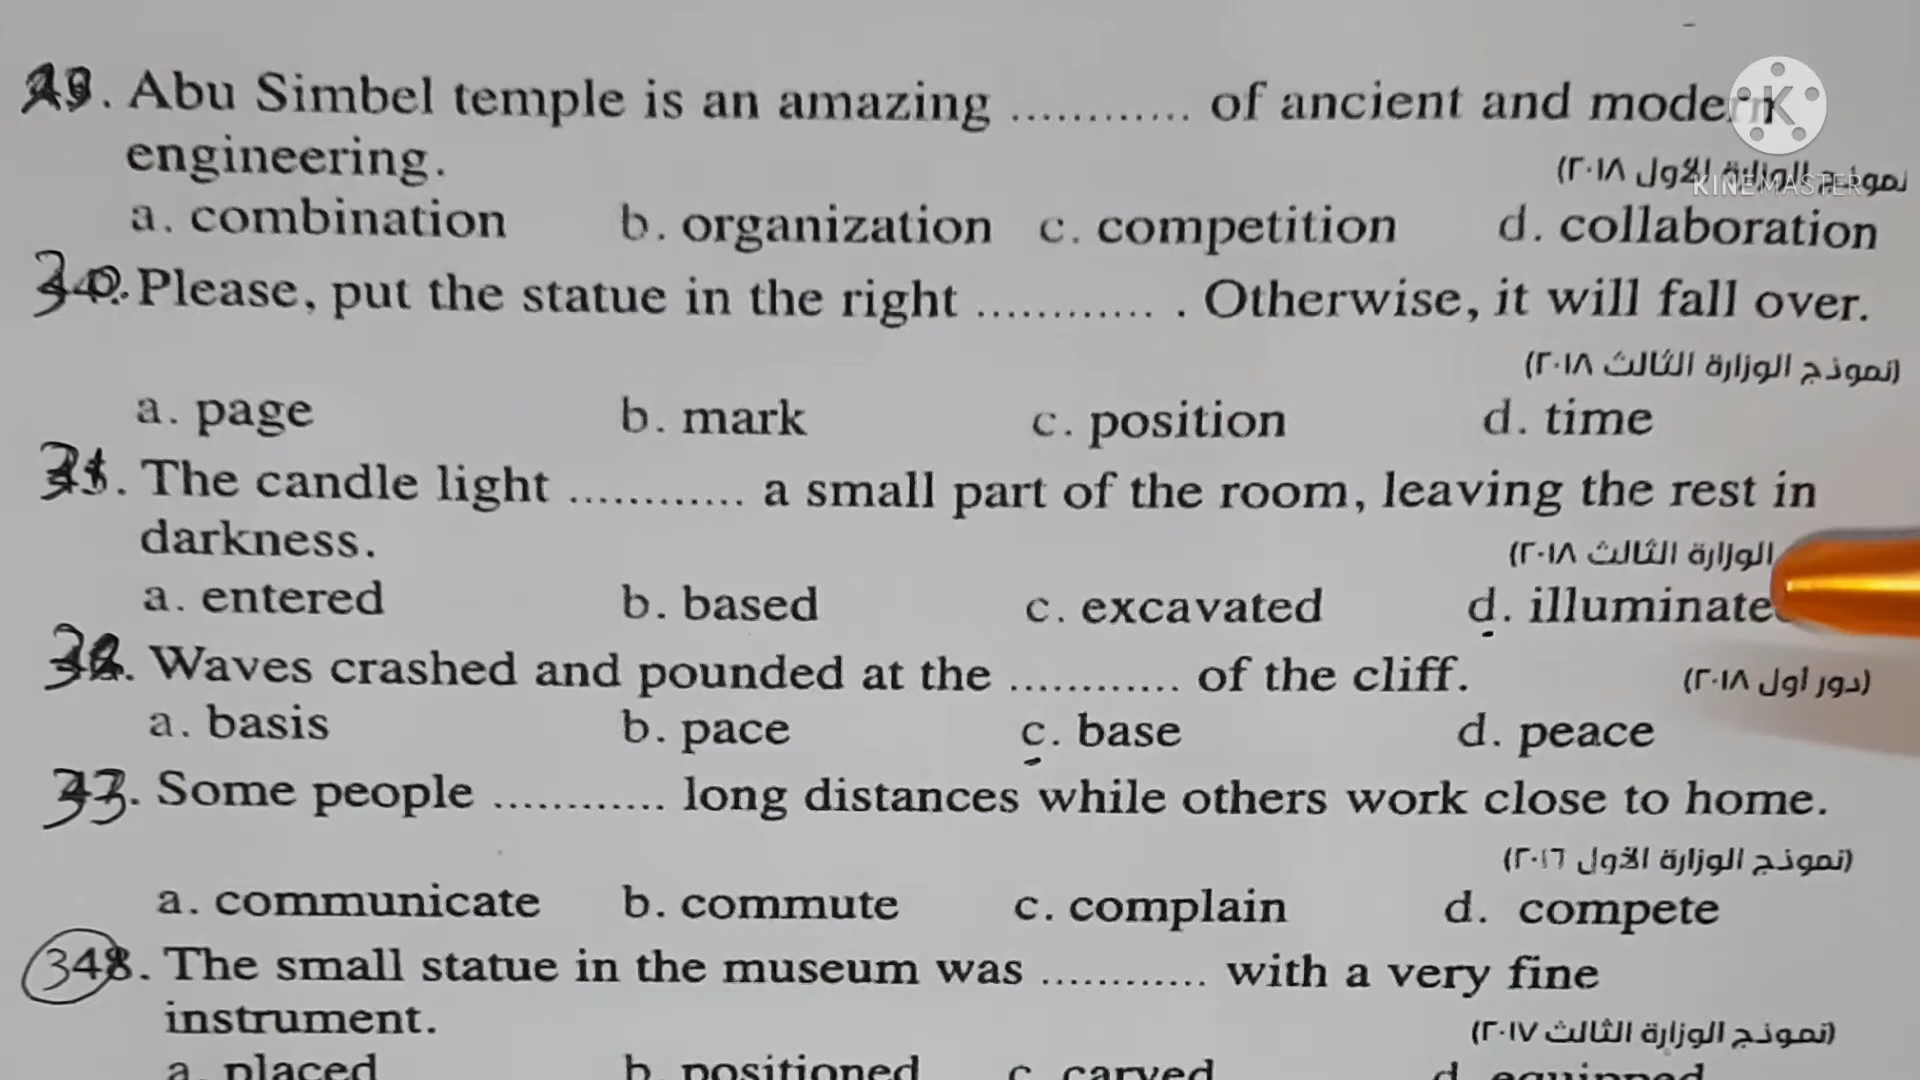 29. Abu Simbel temple is an amazing ............ of ancient and modern
engineering.
(نموذج الوزارة الأول ٢٠١٨)
KINEMASTER
a. combination b. organization c. competition d. collaboration
30. Please, put the statue in the right ............ . Otherwise, it will fall over.
(نموذج الوزارة الثالث ٢٠١٨)
a. page b. mark c. position d. time
31. The candle light ............ a small part of the room, leaving the rest in
darkness.
الوزارة الثالث ٢٠١٨)
a. entered b. based c. excavated d. illuminate
32. Waves crashed and pounded at the ............ of the cliff. (دور اول ٢٠١٨)
a. basis b. pace c. base d. peace
33. Some people ............ long distances while others work close to home.
(نموذج الوزارة الأول ٢٠١٦)
a. communicate b. commute c. complain d. compete
34. The small statue in the museum was ............ with a very fine
instrument.
(نموذج الوزارة الثالث ٢٠١٧)
a. placed b. positioned c. carved d. equipped